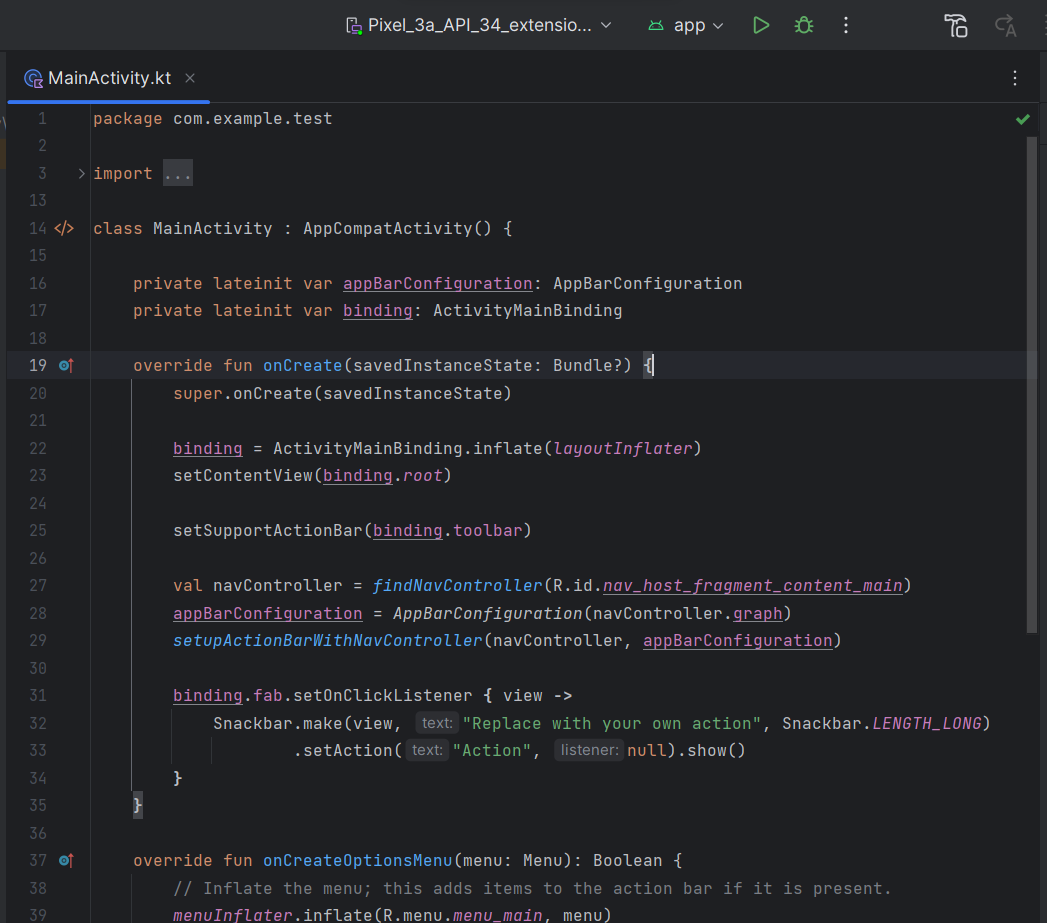 Pixel_3a_API_34_extensio... app
MainActivity.kt
1 package com.example.test
2
3 import ...
13
14 class MainActivity : AppCompatActivity() {
15
16 private lateinit var appBarConfiguration: AppBarConfiguration
17 private lateinit var binding: ActivityMainBinding
18
19 override fun onCreate(savedInstanceState: Bundle?) {
20 super.onCreate(savedInstanceState)
21
22 binding = ActivityMainBinding.inflate(layoutInflater)
23 setContentView(binding.root)
24
25 setSupportActionBar(binding.toolbar)
26
27 val navController = findNavController(R.id.nav_host_fragment_content_main)
28 appBarConfiguration = AppBarConfiguration(navController.graph)
29 setupActionBarWithNavController(navController, appBarConfiguration)
30
31 binding.fab.setOnClickListener { view ->
32 Snackbar.make(view, text: "Replace with your own action", Snackbar.LENGTH_LONG)
33 .setAction( text: "Action", listener: null).show()
34 }
35 }
36
37 override fun onCreateOptionsMenu(menu: Menu): Boolean {
38 // Inflate the menu; this adds items to the action bar if it is present.
39 menuInflater.inflate(R.menu.menu_main, menu)